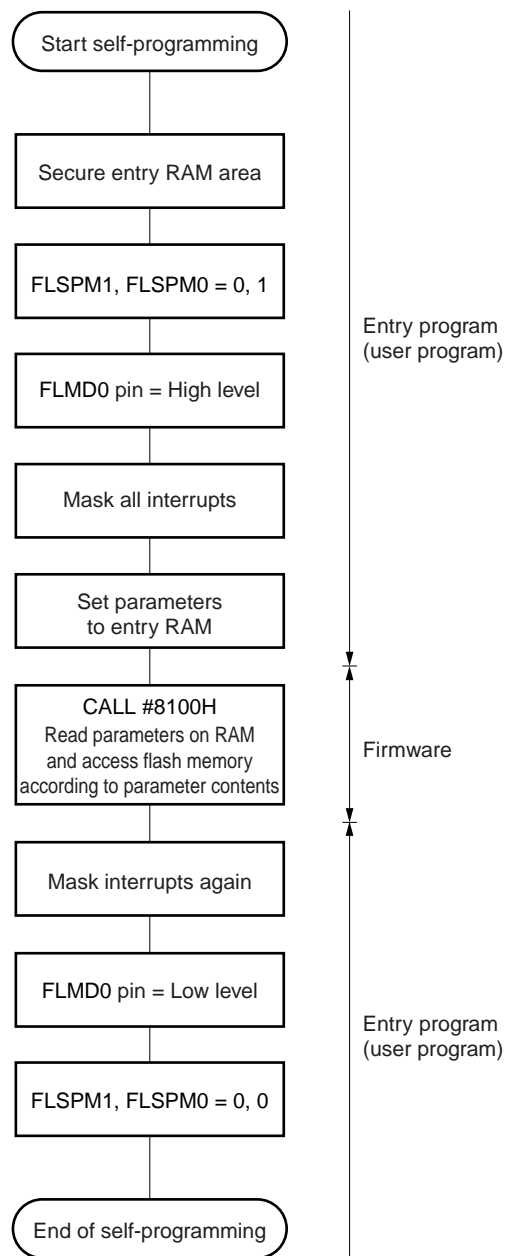 Start self-programming
Secure entry RAM area
FLSPM1, FLSPM0 = 0, 1
Entry program
(user program)
FLMD0 pin = High level
Mask all interrupts
Set parameters
to entry RAM
CALL #8100H
Read parameters on RAM
and access flash memory
according to parameter contents
Firmware
Mask interrupts again
FLMD0 pin = Low level
Entry program
(user program)
FLSPM1, FLSPM0 = 0, 0
End of self-programming